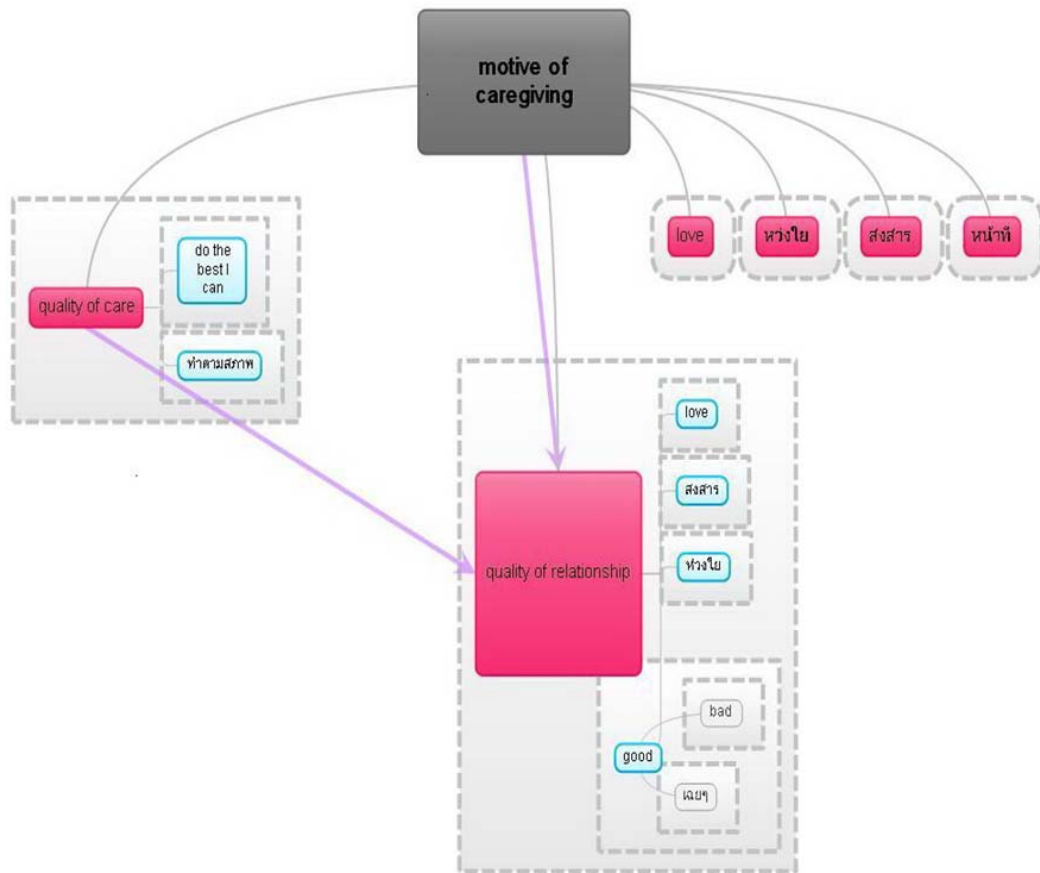 motive of
caregiving
love
หว่งใย
สงสาร
หน้าที่
do the
best I
can
quality of care
ทำตามสภาพ
love
สงสาร
ห่วงใย
quality of relationship
bad
good
เฉยๆ